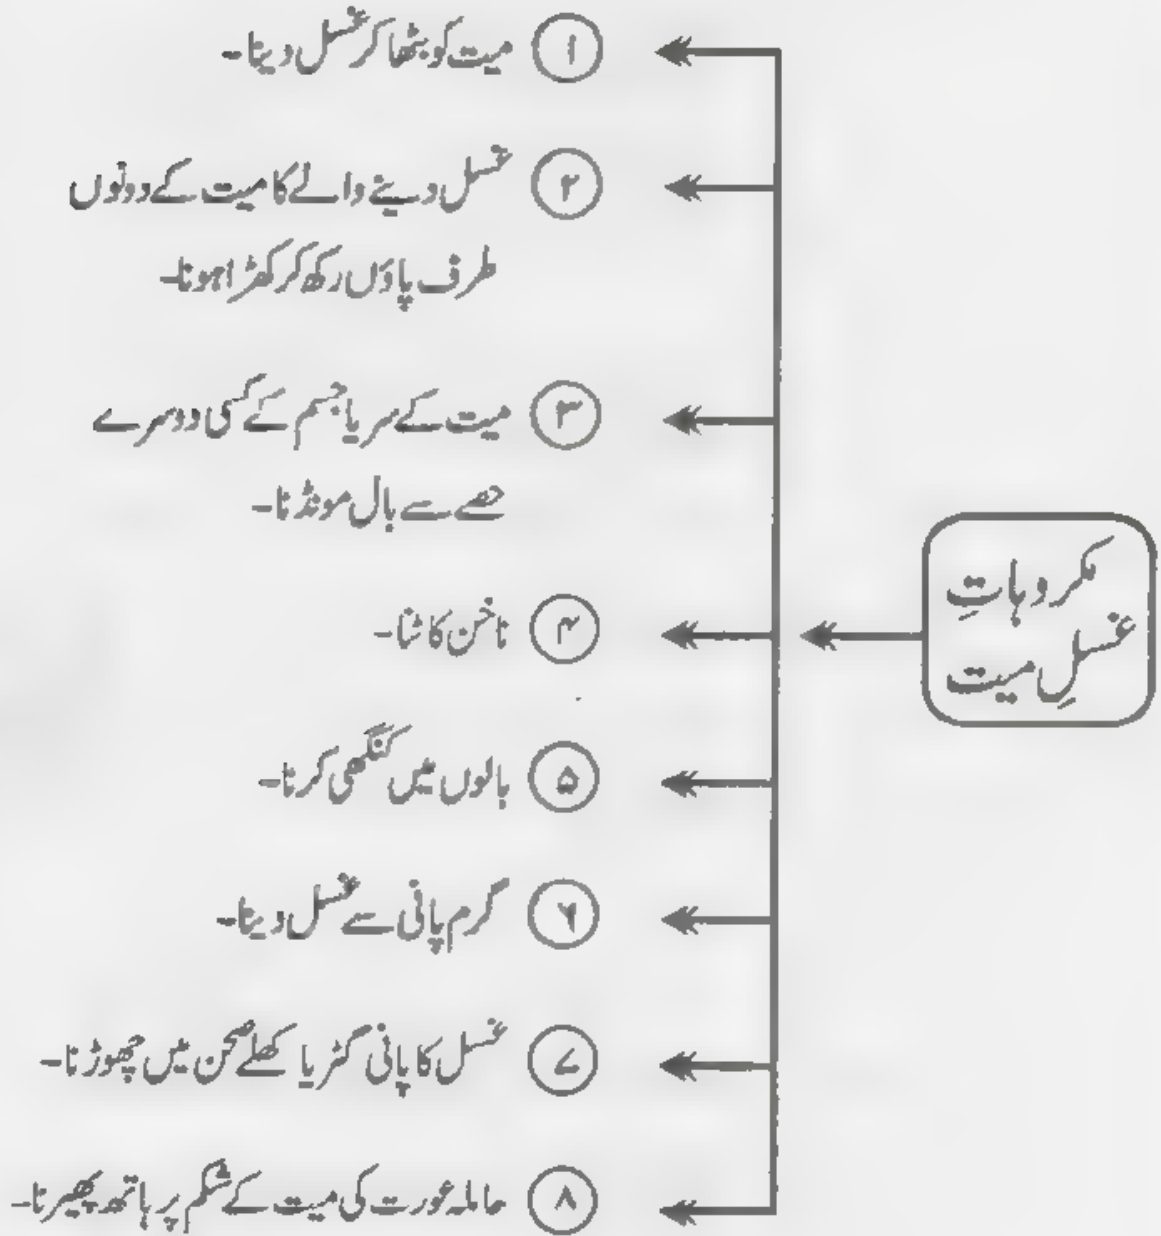 مکروہاتِ
غسلِ میت
۱ میت کو بٹھا کر غسل دینا۔
۲ غسل دینے والے کا میت کے دونوں
طرف پاؤں رکھ کر کھڑا ہونا۔
۳ میت کے سر یا جسم کے کسی دوسرے
حصے سے بال مونڈنا۔
۴ ناخن کاٹنا۔
۵ بالوں میں کنگھی کرنا۔
۶ گرم پانی سے غسل دینا۔
۷ غسل کا پانی گٹر یا کھلے صحن میں چھوڑنا۔
۸ حاملہ عورت کی میت کے شکم پر ہاتھ پھیرنا۔